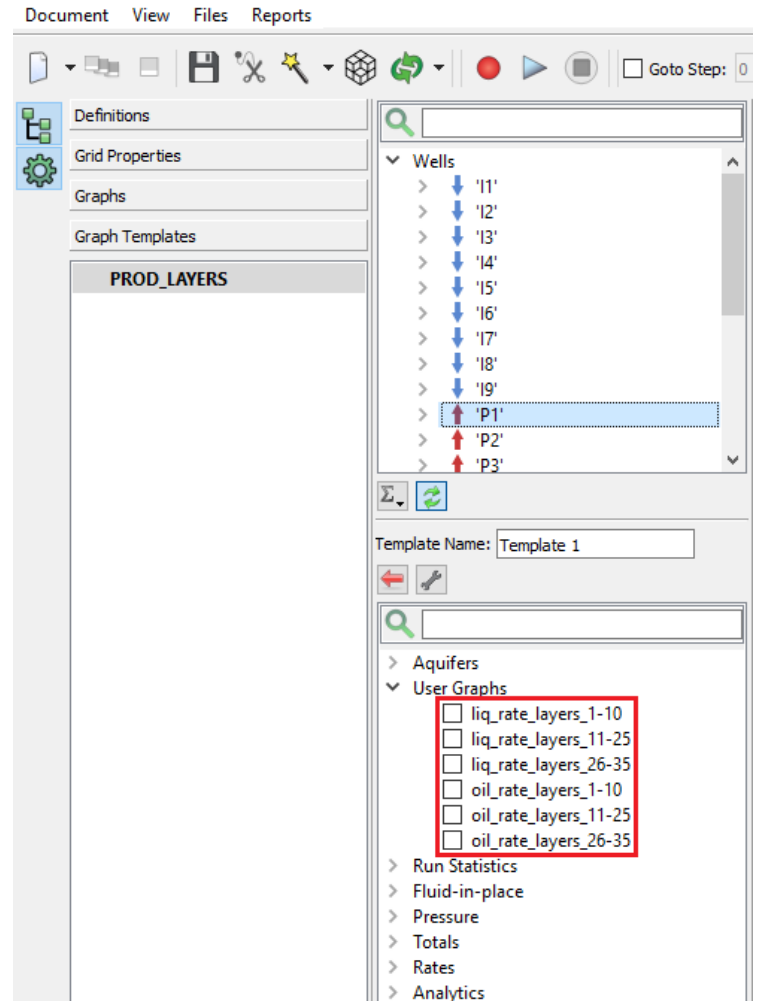 Document View Files Reports
Goto Step: 0
Definitions
Grid Properties
Graphs
Graph Templates
PROD_LAYERS
Wells
'I1'
'I2'
'I3'
'I4'
'I5'
'I6'
'I7'
'I8'
'I9'
'P1'
'P2'
'P3'
Σ
Template Name: Template 1
Aquifers
User Graphs
liq_rate_layers_1-10
liq_rate_layers_11-25
liq_rate_layers_26-35
oil_rate_layers_1-10
oil_rate_layers_11-25
oil_rate_layers_26-35
Run Statistics
Fluid-in-place
Pressure
Totals
Rates
Analytics